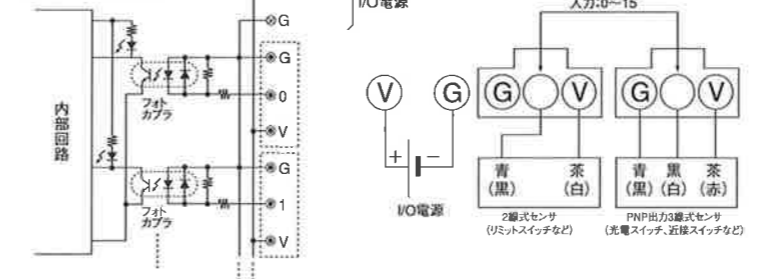 I/O電源
入力:0～15
G
G
0
V
G
1
V
内部回路
フォト
カプラ
フォト
カプラ
V
G
+
−
I/O電源
G
V
G
V
青
(黒)
茶
(白)
青
(黒)
黒
(白)
茶
(赤)
2線式センサ
(リミットスイッチなど)
PNP出力3線式センサ
(光電スイッチ、近接スイッチなど)